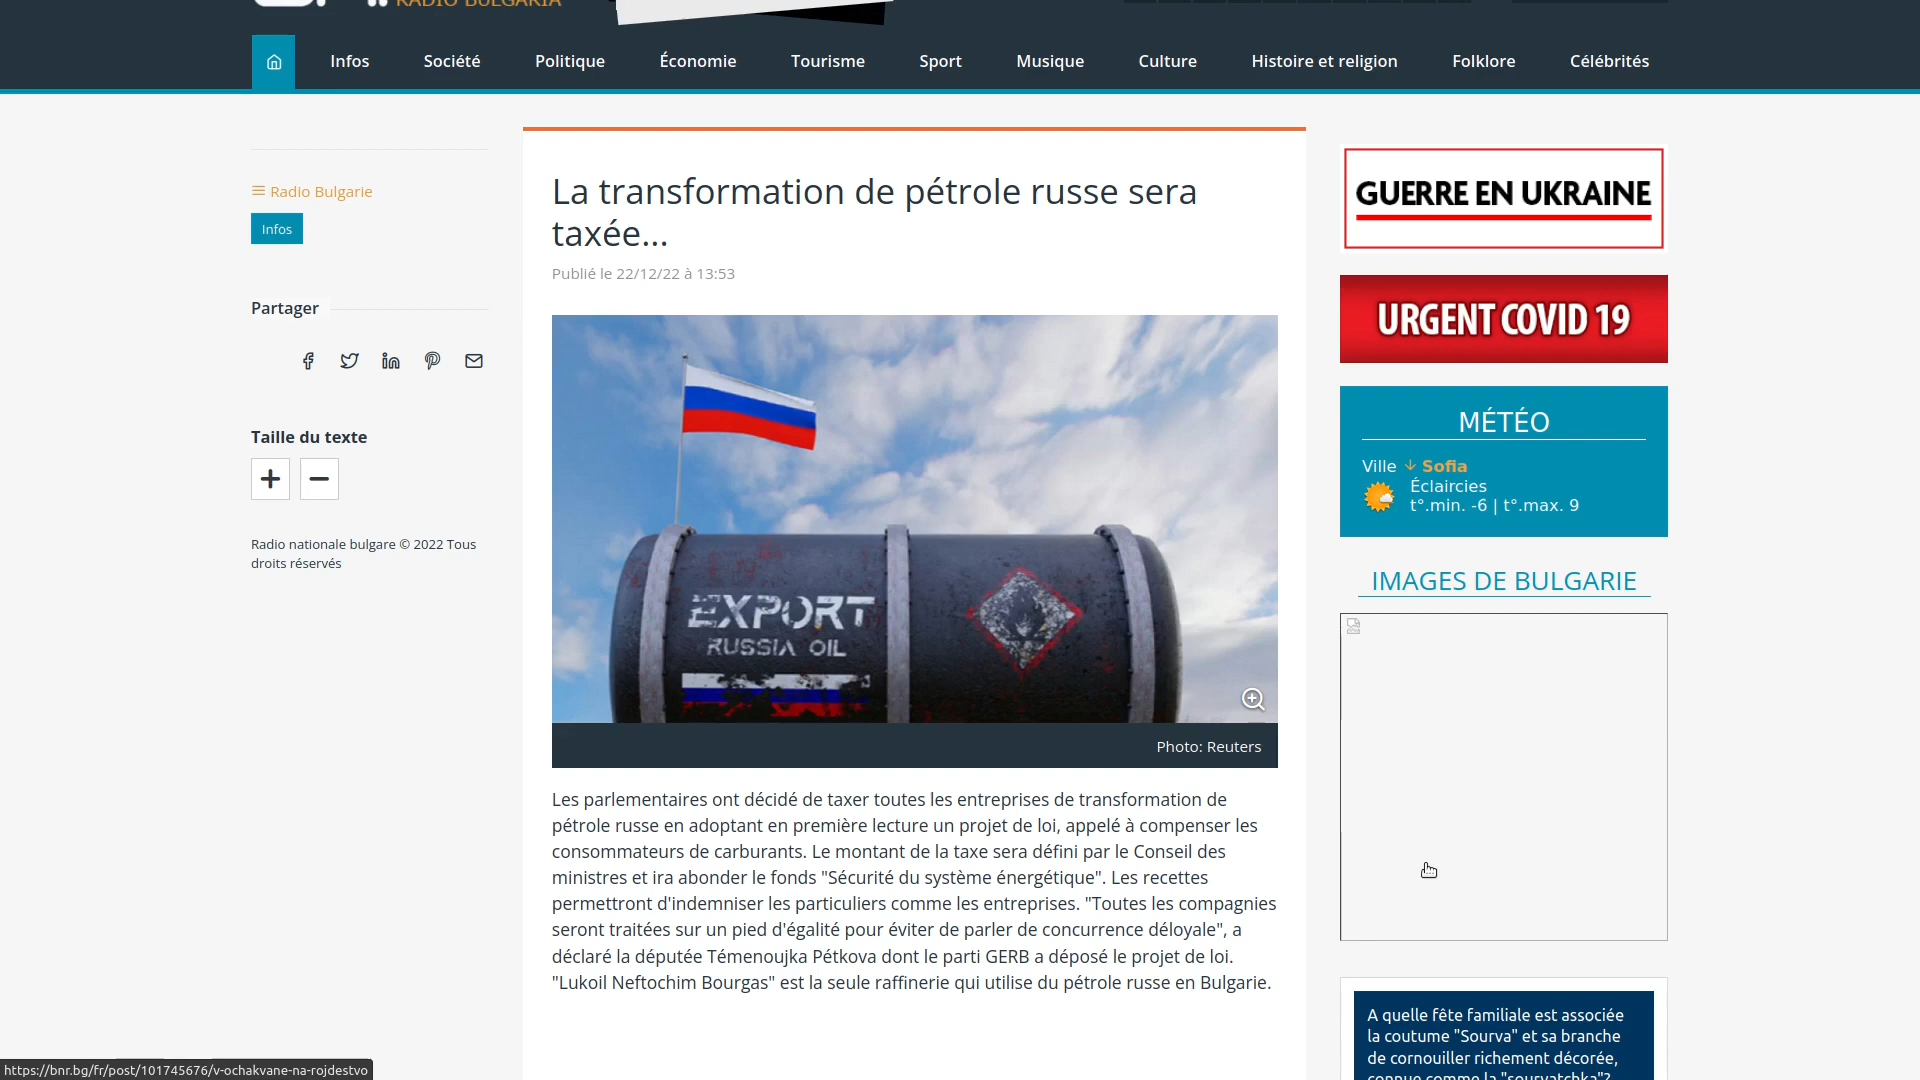 RADIO BULGARIA
Infos
Société
Politique
Économie
Tourisme
Sport
Musique
Culture
Histoire et religion
Folklore
Célébrités
Radio Bulgarie
Infos
Partager
Taille du texte
Radio nationale bulgare © 2022 Tous
droits réservés
La transformation de pétrole russe sera
taxée...
Publié le 22/12/22 à 13:53
EXPORT
RUSSIA OIL
Photo: Reuters
Les parlementaires ont décidé de taxer toutes les entreprises de transformation de
pétrole russe en adoptant en première lecture un projet de loi, appelé à compenser les
consommateurs de carburants. Le montant de la taxe sera défini par le Conseil des
ministres et ira abonder le fonds "Sécurité du système énergétique". Les recettes
permettront d'indemniser les particuliers comme les entreprises. "Toutes les compagnies
seront traitées sur un pied d'égalité pour éviter de parler de concurrence déloyale", a
déclaré la députée Témenoujka Pétkova dont le parti GERB a déposé le projet de loi.
"Lukoil Neftochim Bourgas" est la seule raffinerie qui utilise du pétrole russe en Bulgarie.
GUERRE EN UKRAINE
URGENT COVID 19
MÉTÉO
Ville Sofia
Éclaircies
t°.min. -6 | t°.max. 9
IMAGES DE BULGARIE
A quelle fête familiale est associée
la coutume "Sourva" et sa branche
de cornouiller richement décorée,
connue comme la "sourvatchka"?
https://bnr.bg/fr/post/101745676/v-ochakvane-na-rojdestvo